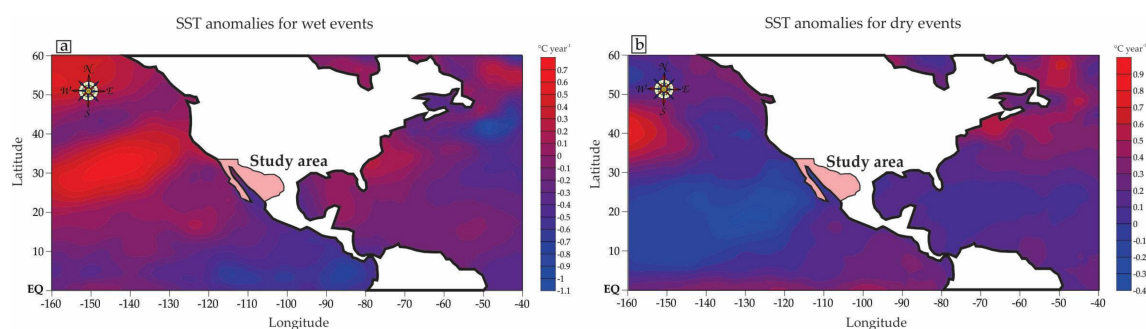 SST anomalies for wet events
a
°C year⁻¹
60
50
40
30
20
10
EQ
Latitude
N
W E
S
Study area
0.7
0.6
0.5
0.4
0.3
0.2
0.1
0
-0.1
-0.2
-0.3
-0.4
-0.5
-0.6
-0.7
-0.8
-0.9
-1
-1.1
-160 -150 -140 -130 -120 -110 -100 -90 -80 -70 -60 -50 -40
Longitude
SST anomalies for dry events
b
°C year⁻¹
60
50
40
30
20
10
EQ
Latitude
N
W E
S
Study area
0.9
0.8
0.7
0.6
0.5
0.4
0.3
0.2
0.1
0
-0.1
-0.2
-0.3
-0.4
-160 -150 -140 -130 -120 -110 -100 -90 -80 -70 -60 -50 -40
Longitude